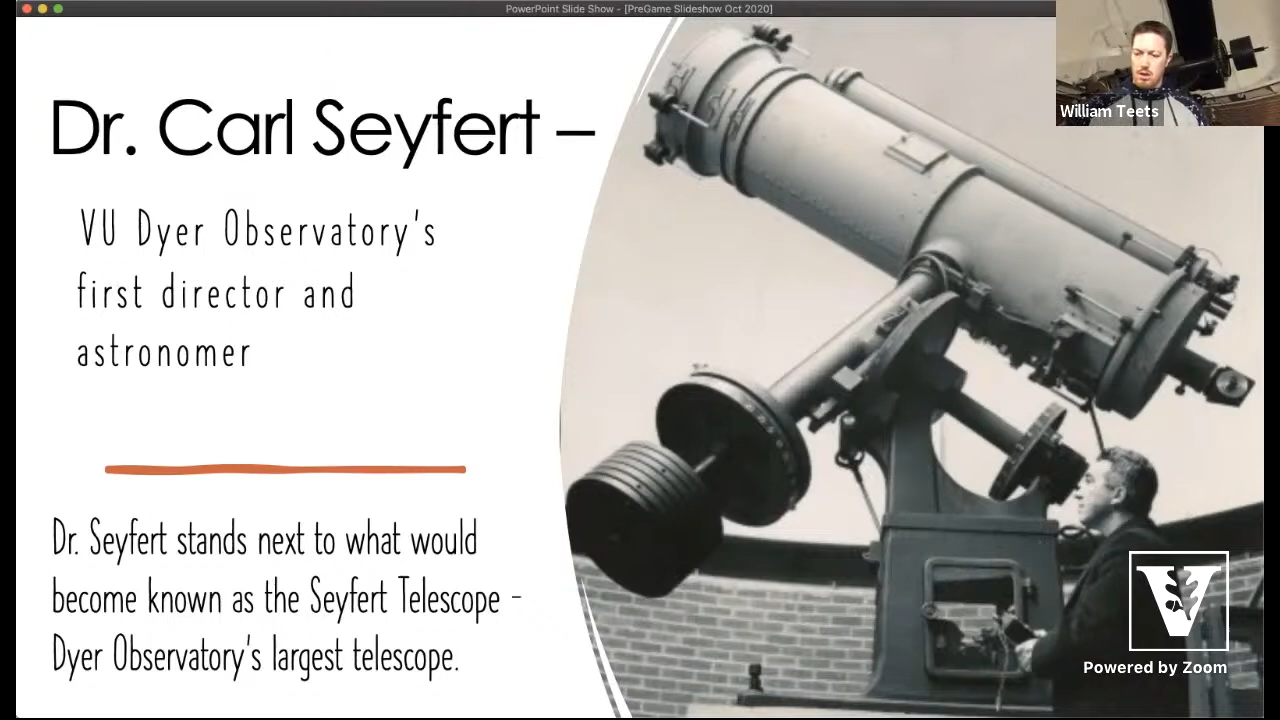 PowerPoint Slide Show - [PreGame Slideshow Oct 2020]
William Teets
Dr. Carl Seyfert –
VU Dyer Observatory's
first director and
astronomer
Dr. Seyfert stands next to what would
become known as the Seyfert Telescope -
Dyer Observatory's largest telescope.
V
Powered by Zoom